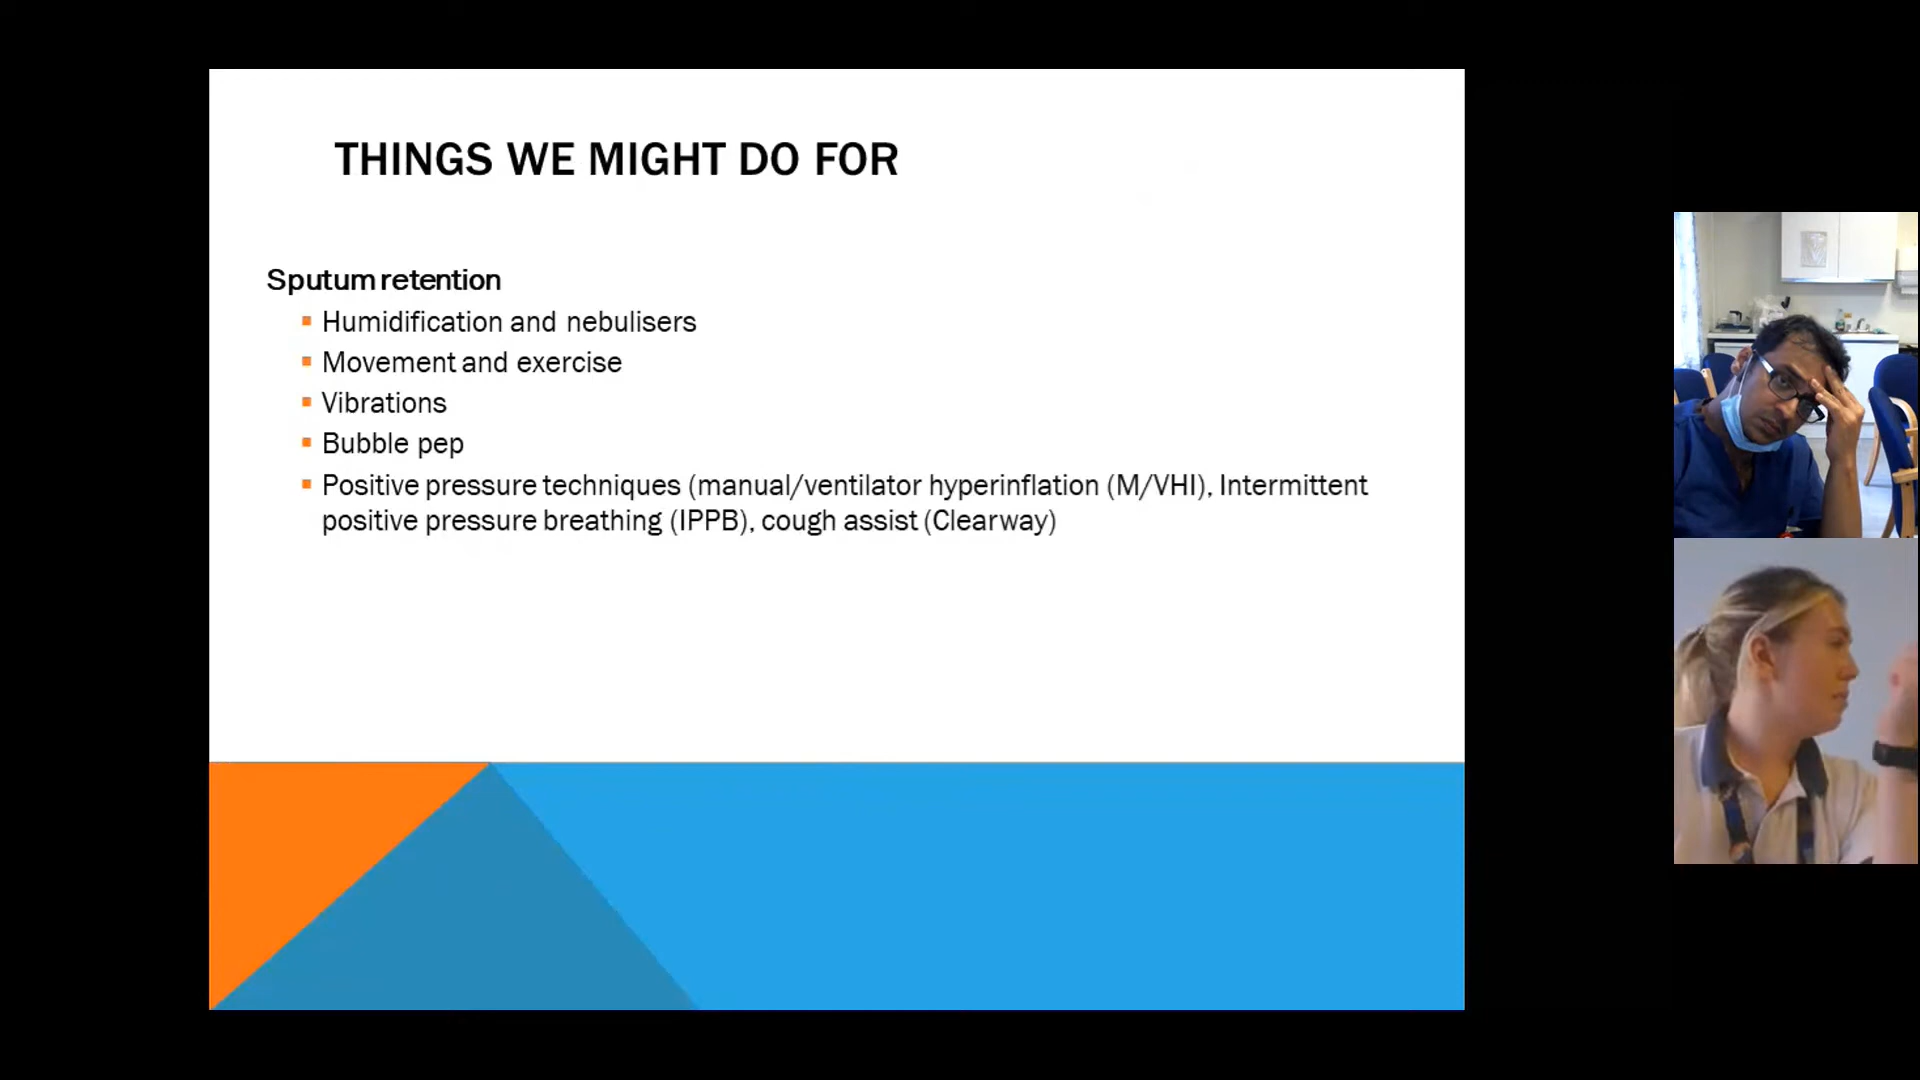 THINGS WE MIGHT DO FOR
Sputum retention
Humidification and nebulisers
Movement and exercise
Vibrations
Bubble pep
Positive pressure techniques (manual/ventilator hyperinflation (M/VHI), Intermittent
positive pressure breathing (IPPB), cough assist (Clearway)